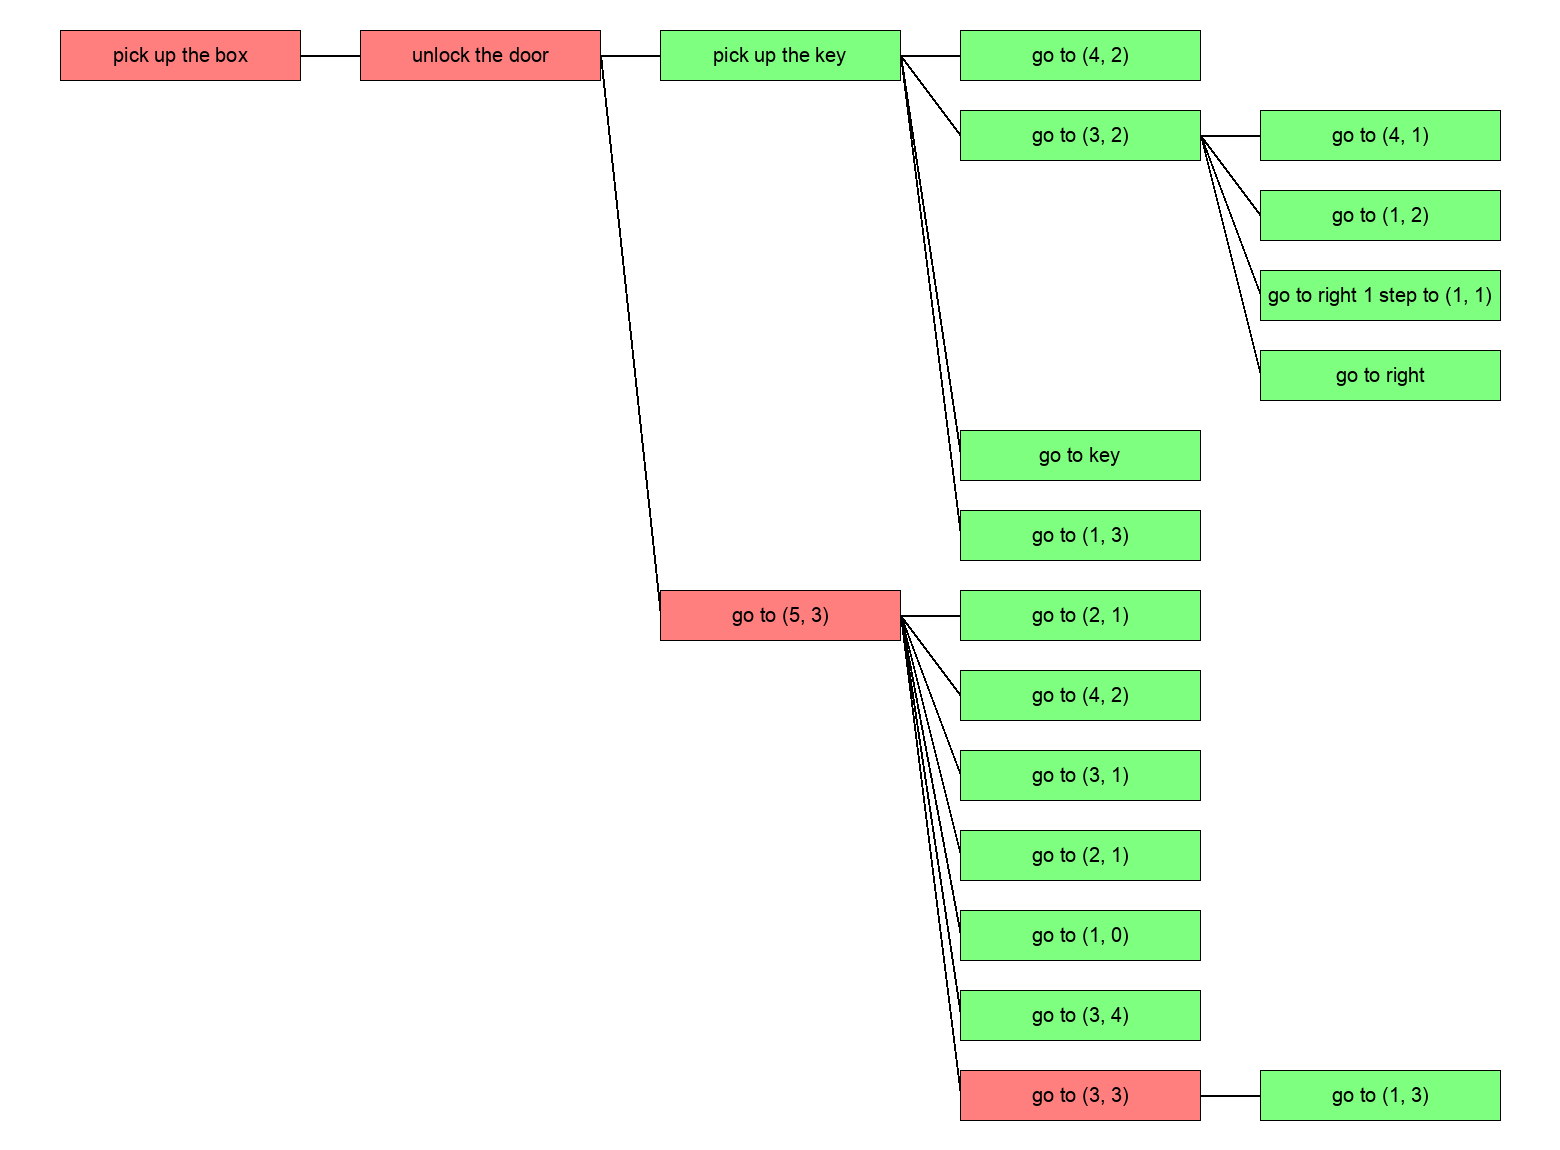 pick up the box
unlock the door
pick up the key
go to (4, 2)
go to (3, 2)
go to (4, 1)
go to (1, 2)
go to right 1 step to (1, 1)
go to right
go to key
go to (1, 3)
go to (5, 3)
go to (2, 1)
go to (4, 2)
go to (3, 1)
go to (2, 1)
go to (1, 0)
go to (3, 4)
go to (3, 3)
go to (1, 3)